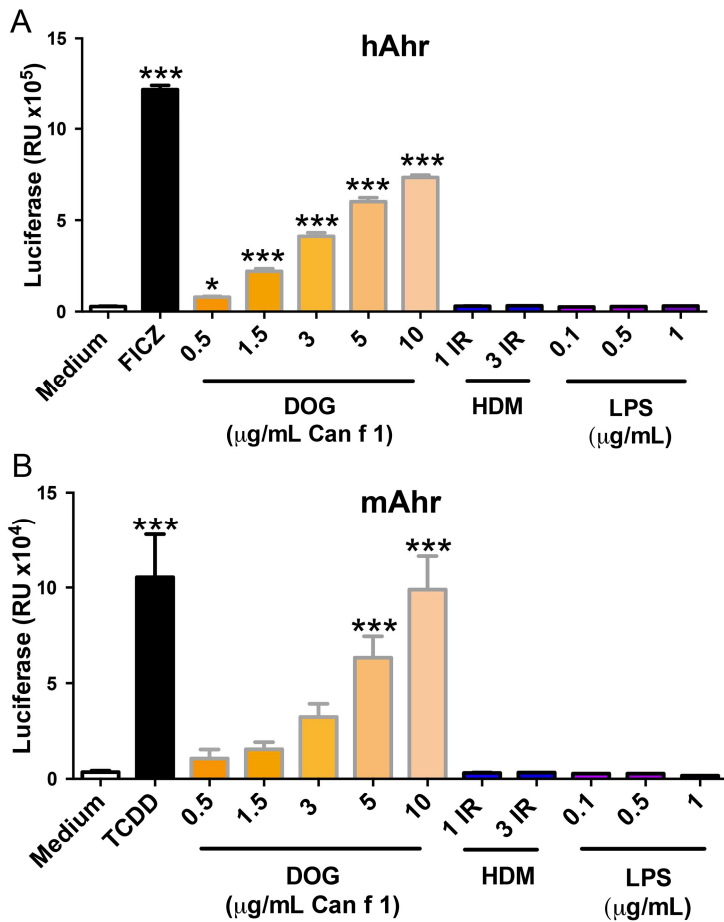 A
hAhr
Luciferase (RU x10⁵)
15
10
5
0
***
*
***
***
***
***
Medium
FICZ
0.5
1.5
3
5
10
1 IR
3 IR
0.1
0.5
1
DOG
(μg/mL Can f 1)
HDM
LPS
(μg/mL)
B
mAhr
Luciferase (RU x10⁴)
15
10
5
0
***
***
***
Medium
TCDD
0.5
1.5
3
5
10
1 IR
3 IR
0.1
0.5
1
DOG
(μg/mL Can f 1)
HDM
LPS
(μg/mL)